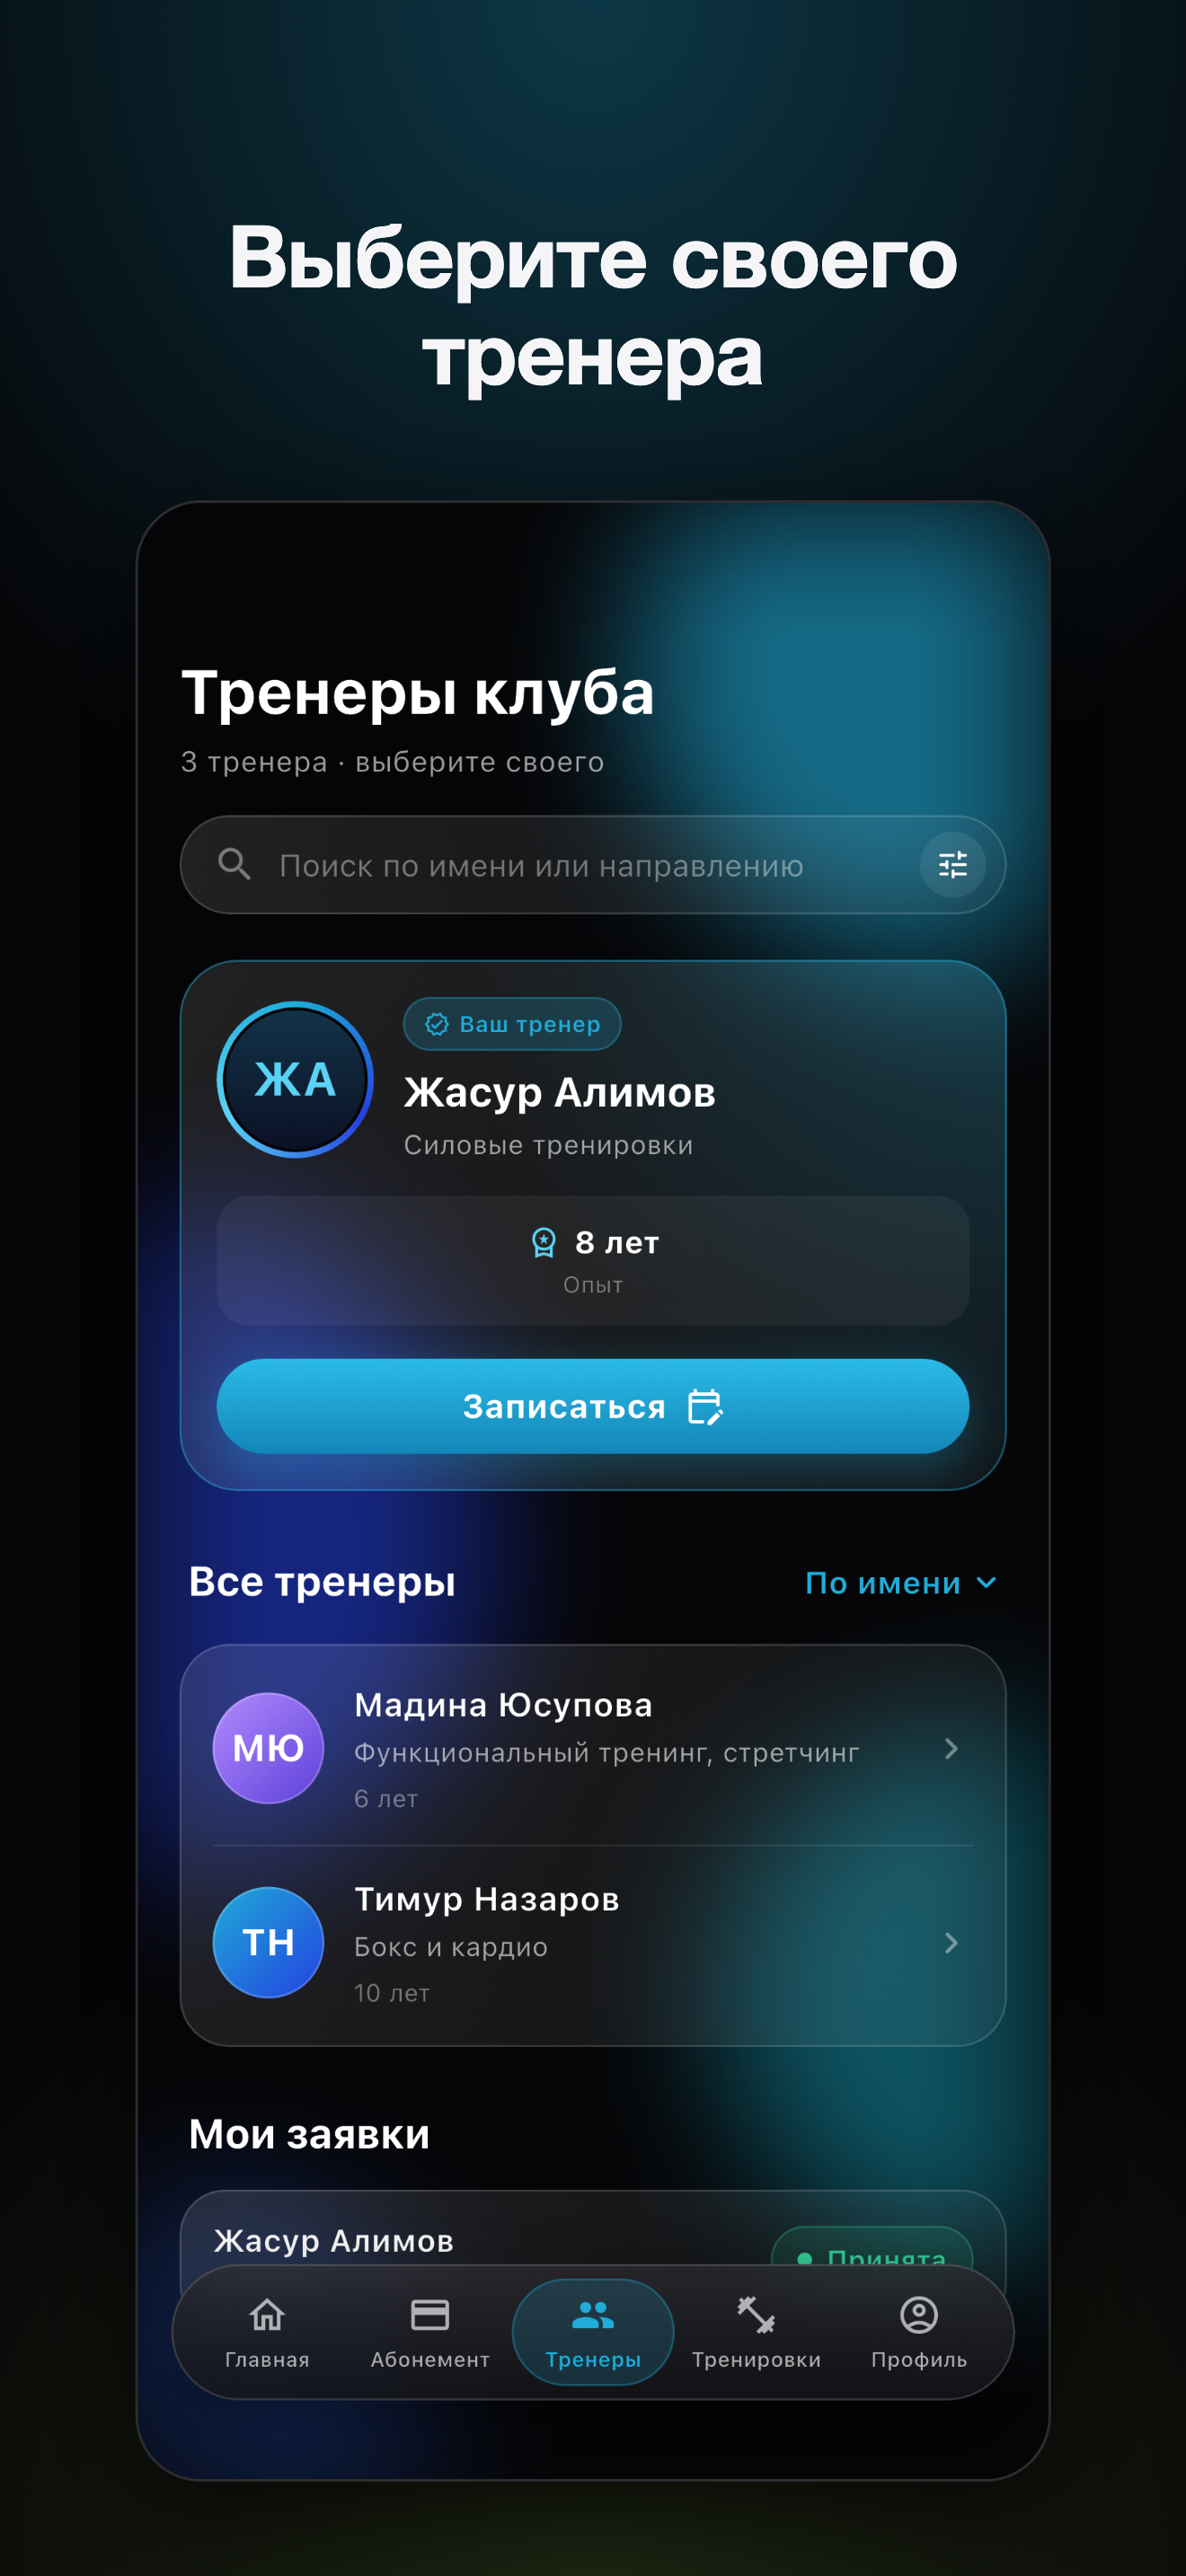 Выберите своего
тренера
Тренеры клуба
3 тренера · выберите своего
Поиск по имени или направлению
Ваш тренер
ЖА
Жасур Алимов
Силовые тренировки
8 лет
Опыт
Записаться
Все тренеры
По имени
Мадина Юсупова
МЮ
Функциональный тренинг, стретчинг
6 лет
Тимур Назаров
ТН
Бокс и кардио
10 лет
Мои заявки
Жасур Алимов
Принята
Главная
Абонемент
Тренеры
Тренировки
Профиль